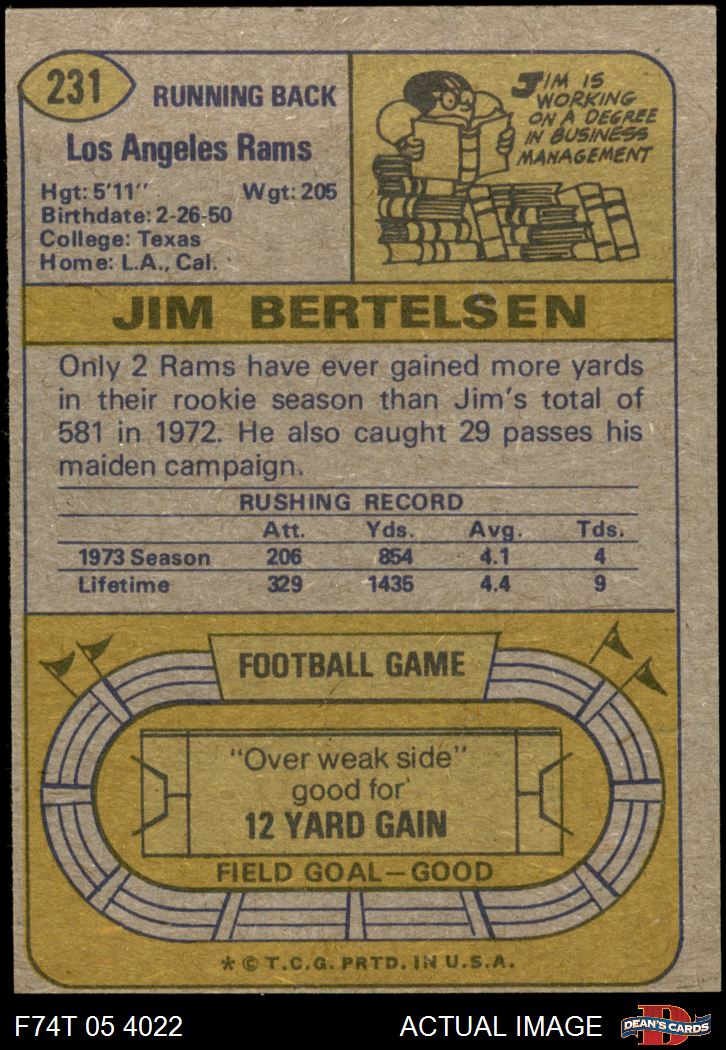 231
RUNNING BACK
Los Angeles Rams
Hgt: 5'11" Wgt: 205
Birthdate: 2-26-50
College: Texas
Home: L.A., Cal.
JIM IS
WORKING
ON A DEGREE
IN BUSINESS
MANAGEMENT
JIM BERTELSEN
Only 2 Rams have ever gained more yards
in their rookie season than Jim's total of
581 in 1972. He also caught 29 passes his
maiden campaign.
RUSHING RECORD
Att. Yds. Avg. Tds.
1973 Season 206 854 4.1 4
Lifetime 329 1435 4.4 9
FOOTBALL GAME
"Over weak side"
good for
12 YARD GAIN
FIELD GOAL—GOOD
* © T.C.G. PRTD. IN U.S.A.
F74T 05 4022 ACTUAL IMAGE
D
DEAN'S CARDS